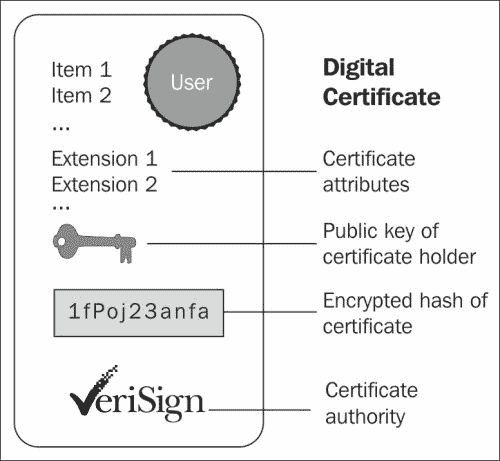 Item 1
Item 2
...
User
Digital
Certificate
Extension 1
Extension 2
...
Certificate
attributes
Public key of
certificate holder
1fPoj23anfa
Encrypted hash of
certificate
VeriSign
Certificate
authority